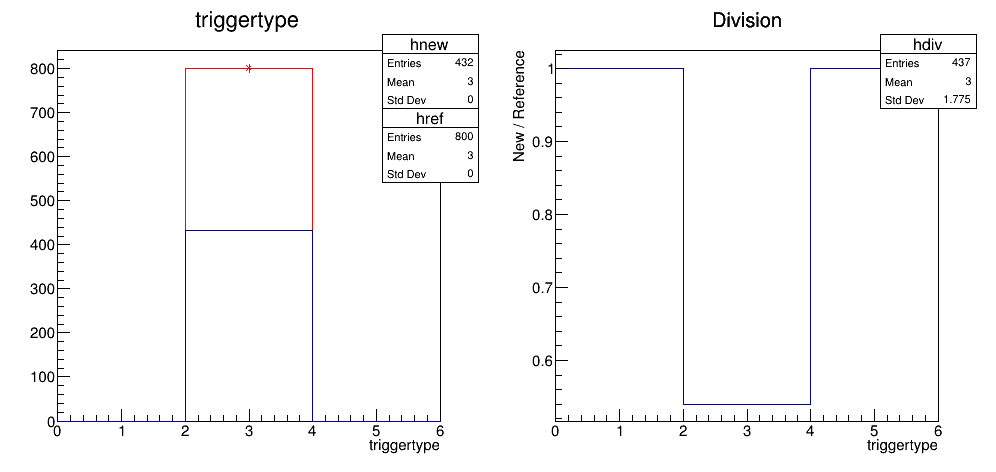 triggertype
hnew
Entries 432
Mean 3
Std Dev 0
href
Entries 800
Mean 3
Std Dev 0
800
700
600
500
400
300
200
100
0
0 1 2 3 4 5 6
triggertype
Division
hdiv
Entries 437
Mean 3
Std Dev 1.775
New / Reference
1
0.9
0.8
0.7
0.6
0 1 2 3 4 5 6
triggertype